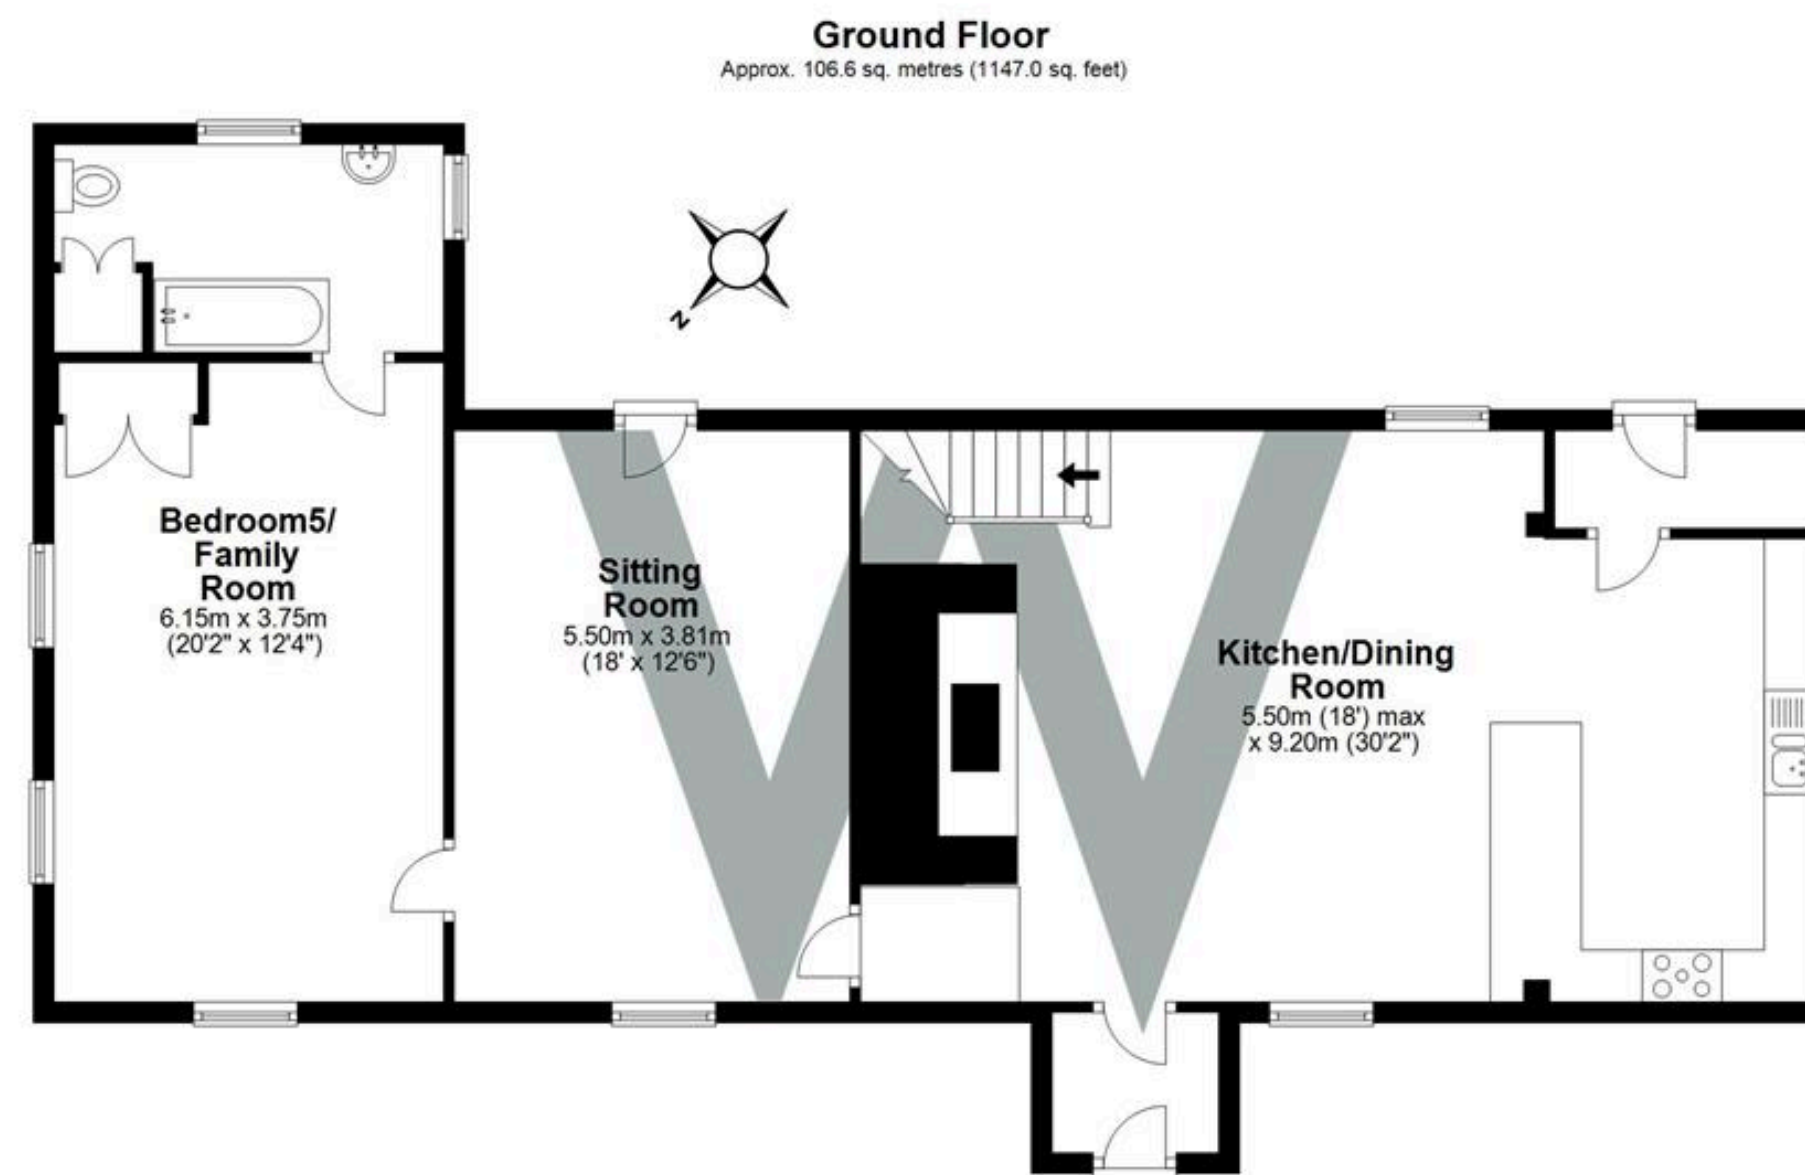 Ground Floor
Approx. 106.6 sq. metres (1147.0 sq. feet)
N
Bedroom5/
Family
Room
6.15m x 3.75m
(20'2" x 12'4")
Sitting
Room
5.50m x 3.81m
(18' x 12'6")
Kitchen/Dining
Room
5.50m (18') max
x 9.20m (30'2")